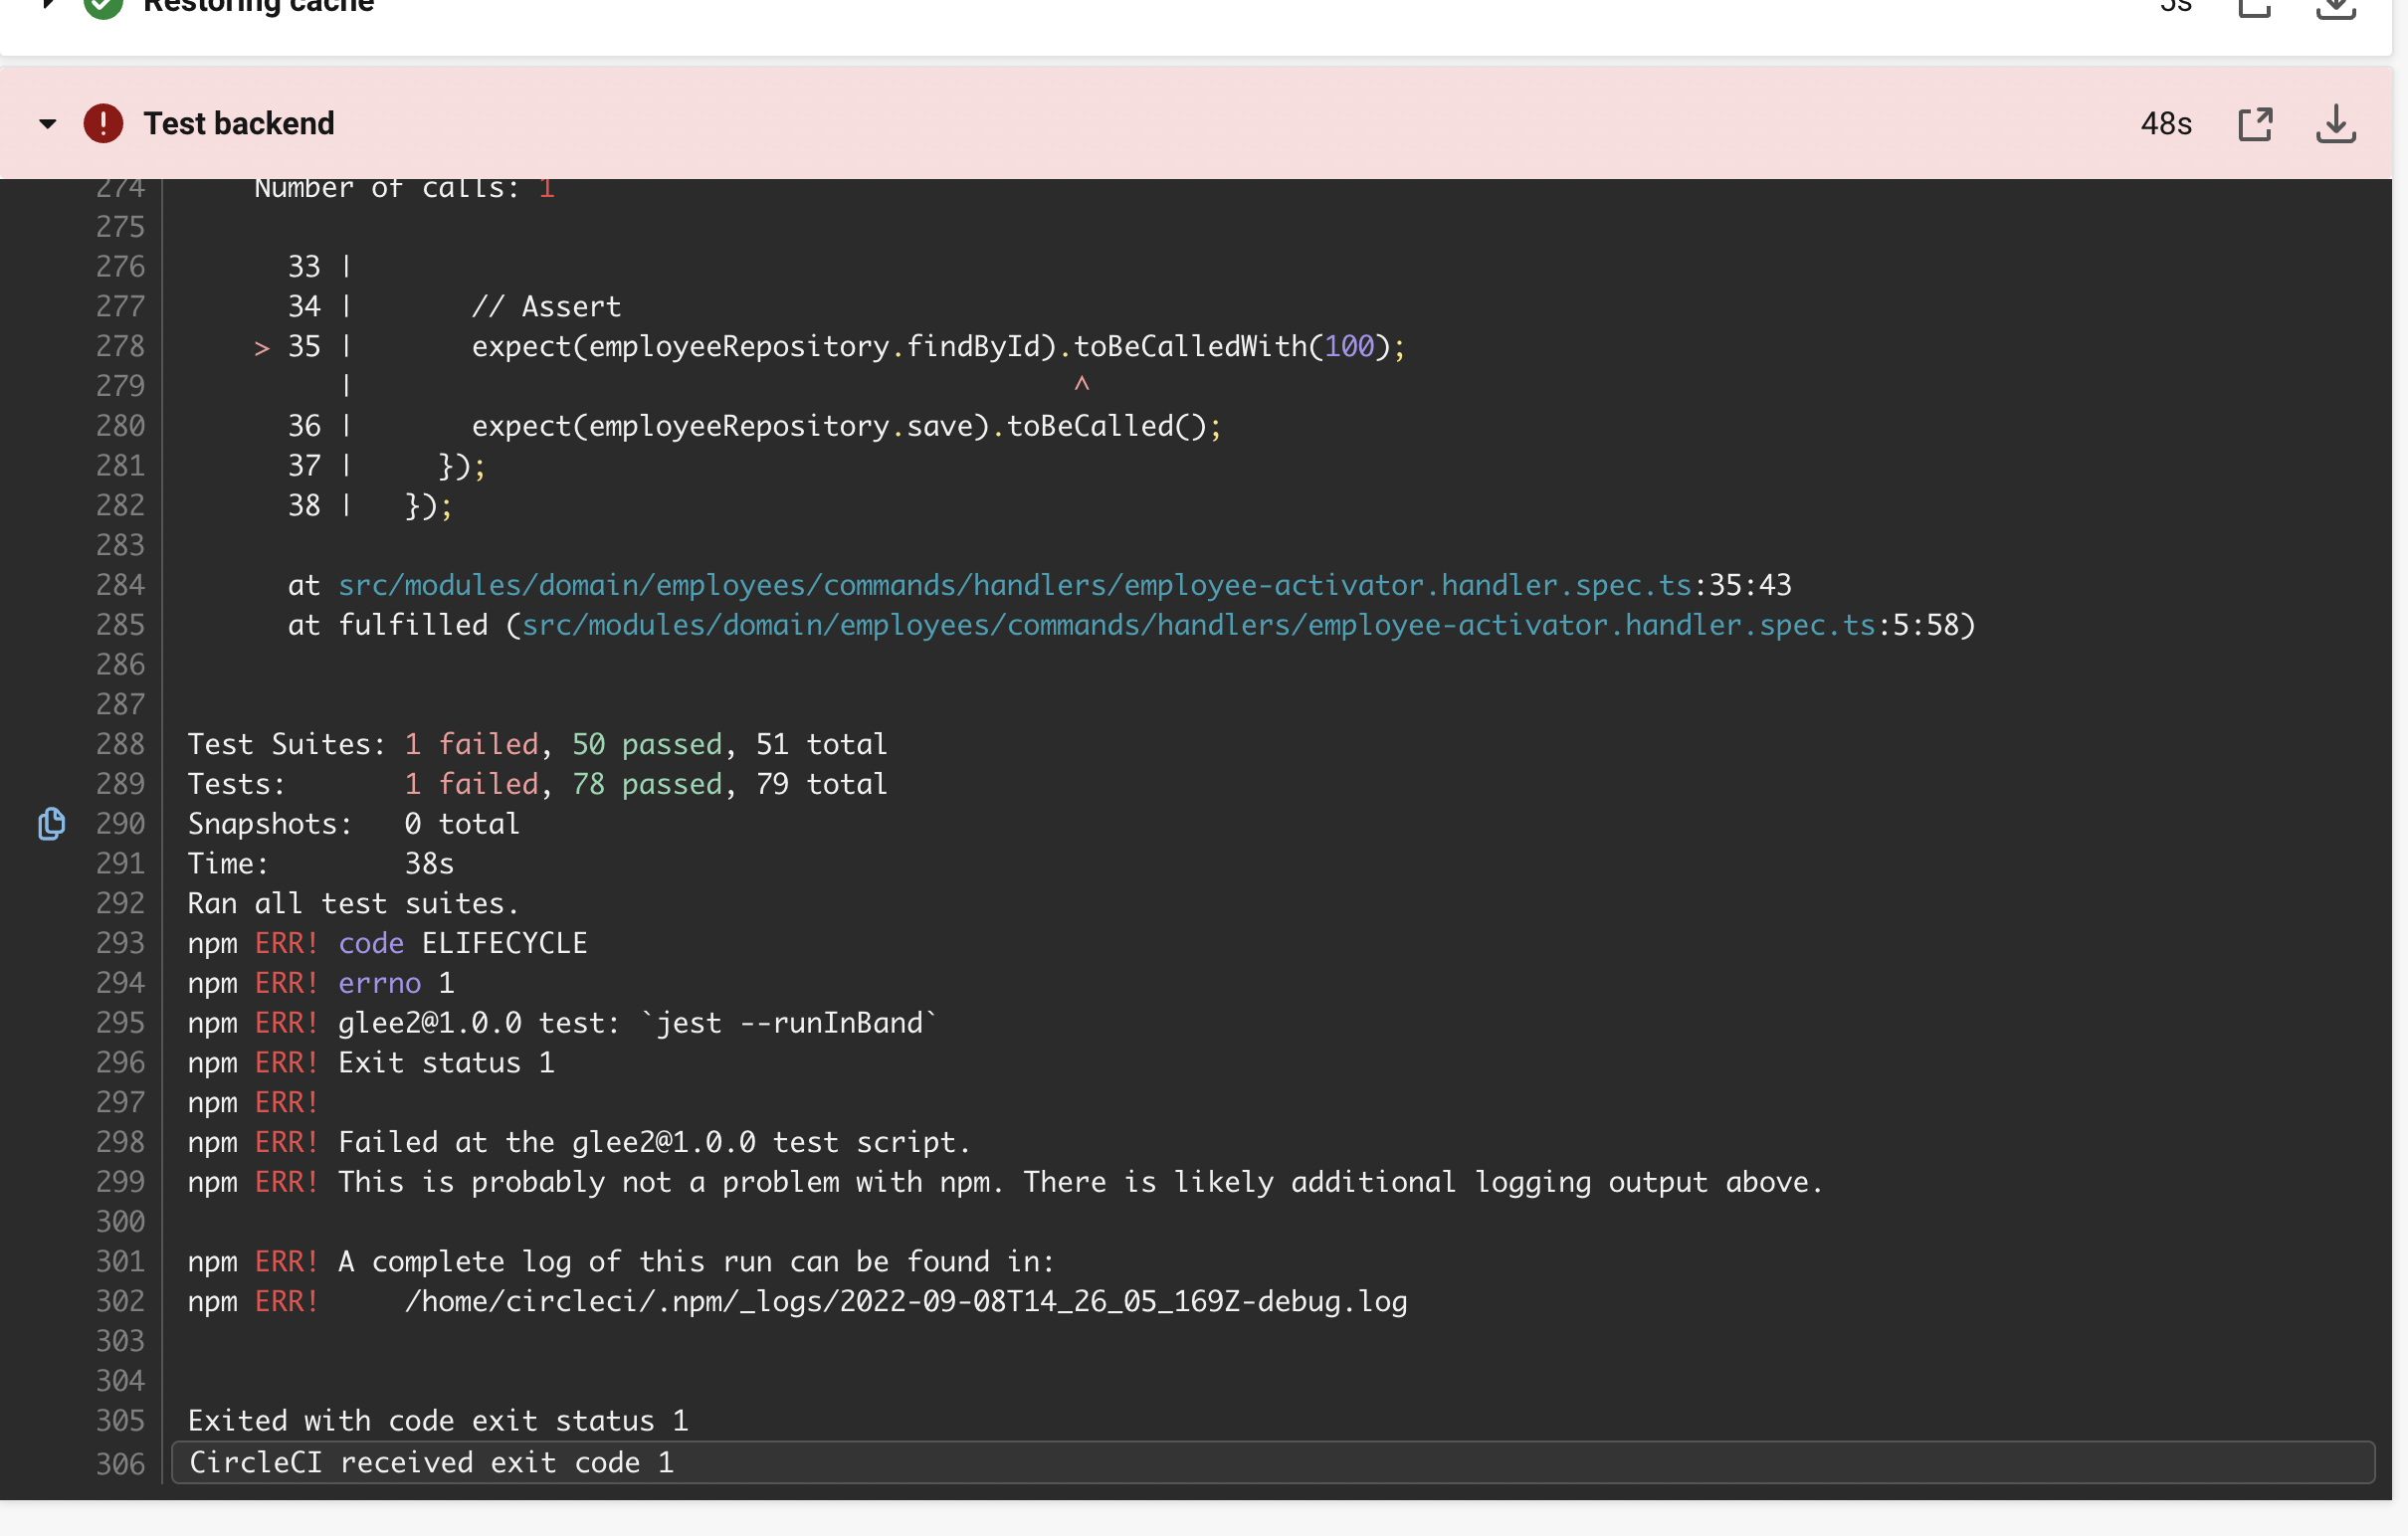 Restoring cache 5s
Test backend 48s
274 Number of calls: 1
275
276 33 |
277 34 | // Assert
278 > 35 | expect(employeeRepository.findById).toBeCalledWith(100);
279 | ^
280 36 | expect(employeeRepository.save).toBeCalled();
281 37 | });
282 38 | });
283
284 at src/modules/domain/employees/commands/handlers/employee-activator.handler.spec.ts:35:43
285 at fulfilled (src/modules/domain/employees/commands/handlers/employee-activator.handler.spec.ts:5:58)
286
287
288 Test Suites: 1 failed, 50 passed, 51 total
289 Tests: 1 failed, 78 passed, 79 total
290 Snapshots: 0 total
291 Time: 38s
292 Ran all test suites.
293 npm ERR! code ELIFECYCLE
294 npm ERR! errno 1
295 npm ERR! glee2@1.0.0 test: `jest --runInBand`
296 npm ERR! Exit status 1
297 npm ERR!
298 npm ERR! Failed at the glee2@1.0.0 test script.
299 npm ERR! This is probably not a problem with npm. There is likely additional logging output above.
300
301 npm ERR! A complete log of this run can be found in:
302 npm ERR! /home/circleci/.npm/_logs/2022-09-08T14_26_05_169Z-debug.log
303
304
305 Exited with code exit status 1
306 CircleCI received exit code 1